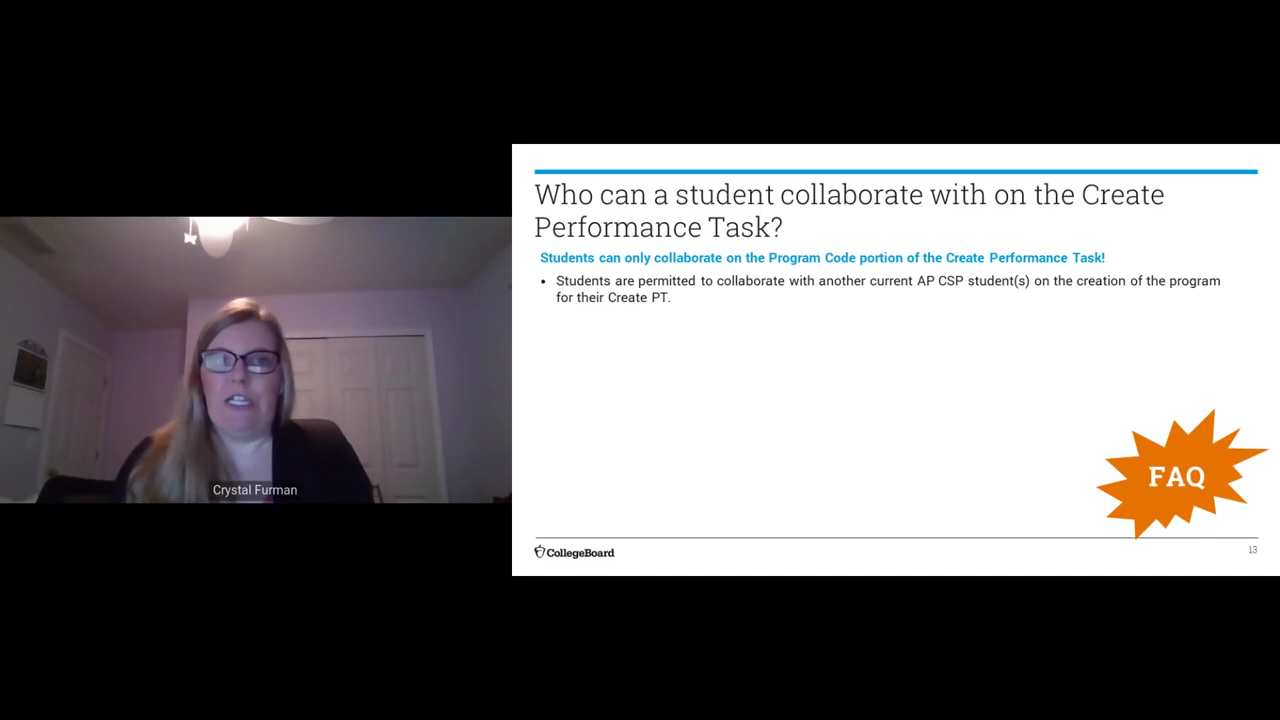 Who can a student collaborate with on the Create
Performance Task?
Students can only collaborate on the Program Code portion of the Create Performance Task!
• Students are permitted to collaborate with another current AP CSP student(s) on the creation of the program
for their Create PT.
FAQ
CollegeBoard
13
Crystal Furman